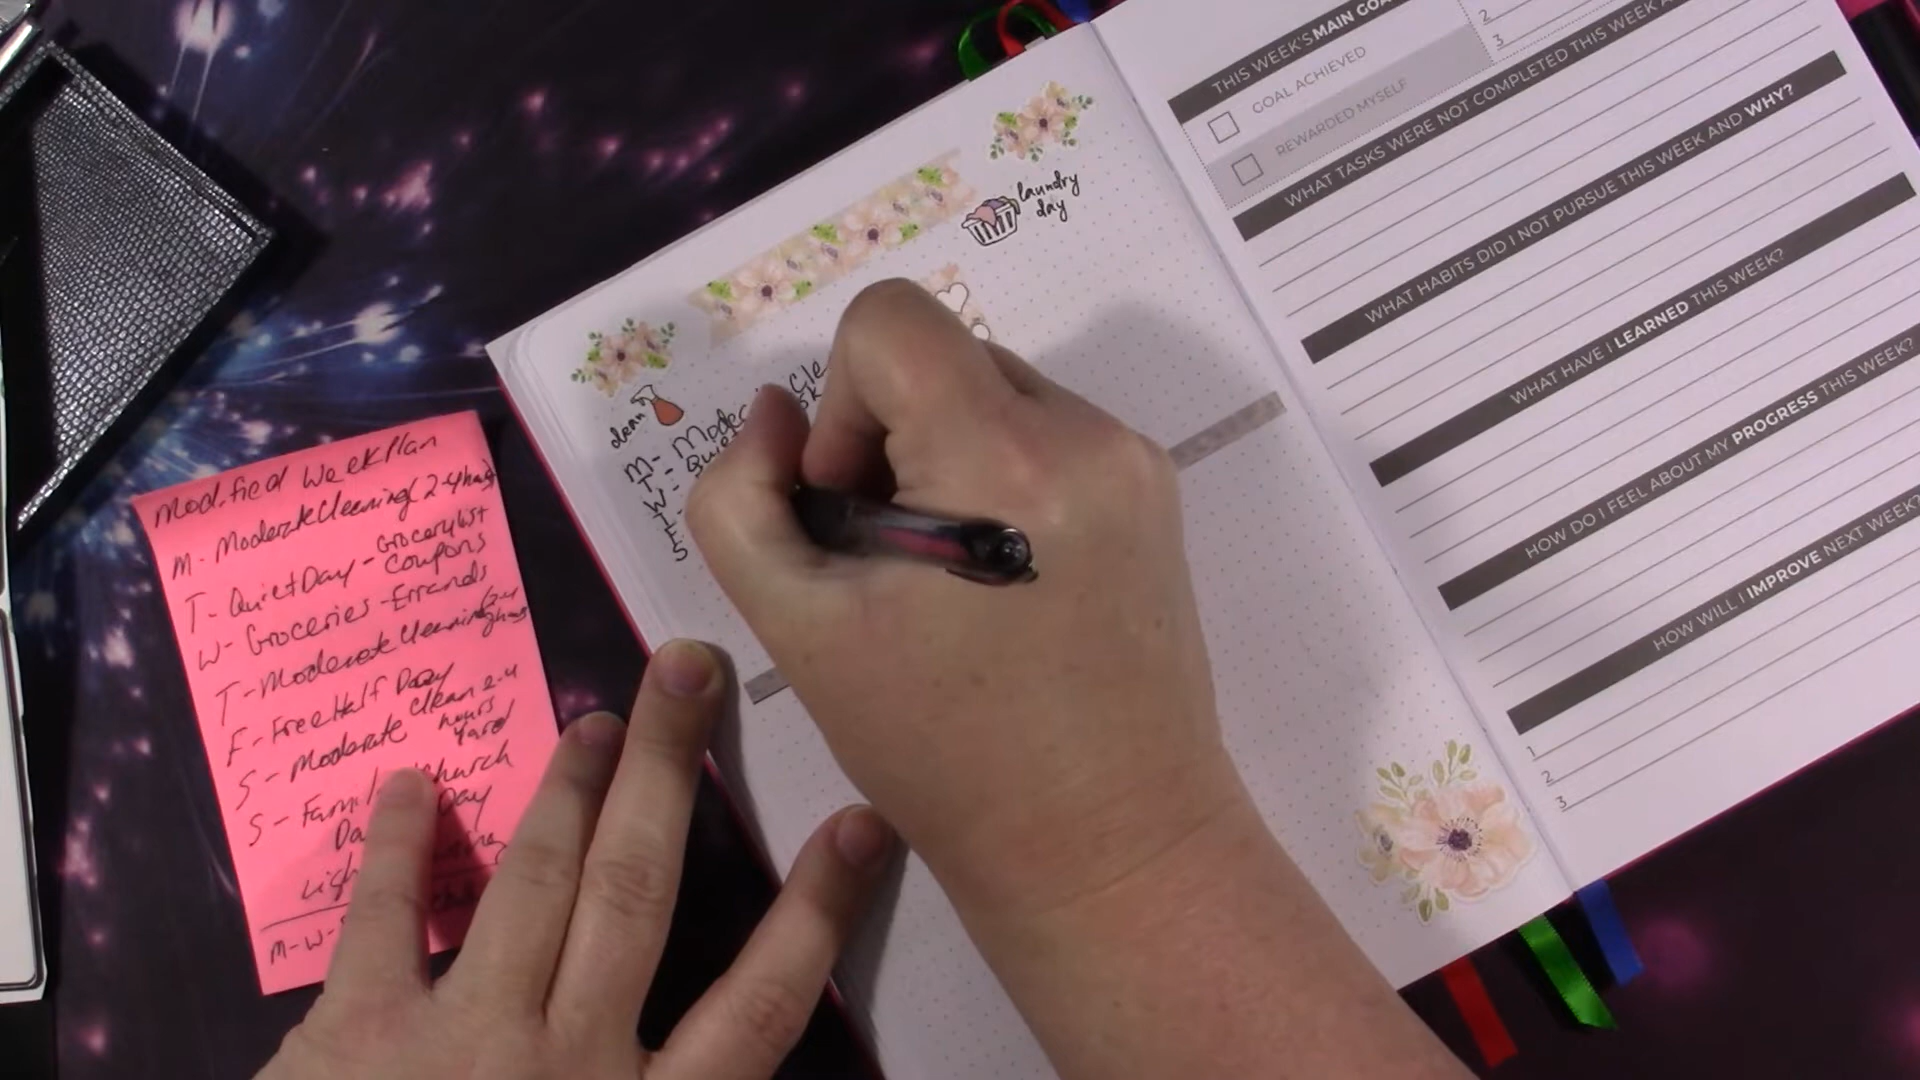 Modified Week Plan
M- Moderate Cleaning (2-4 hours)
T- Quiet Day - Grocery list
Coupons
W- Groceries - Errands
T- Moderate Cleaning (2-4
hours)
F- Free Half Day
S- Moderate Clean 2-4
hours
Yard
S- Family Church
Day
M-W-
clean
laundry
day
M-
T-
W-
T-
F-
S
THIS WEEK'S MAIN
GOAL ACHIEVED
REWARDED MYSELF
2
3
WHAT TASKS WERE NOT COMPLETED THIS WEEK
WHAT HABITS DID I NOT PURSUE THIS WEEK AND WHY?
WHAT HAVE I LEARNED THIS WEEK?
HOW DO I FEEL ABOUT MY PROGRESS THIS WEEK?
HOW WILL I IMPROVE NEXT WEEK?
1
2
3